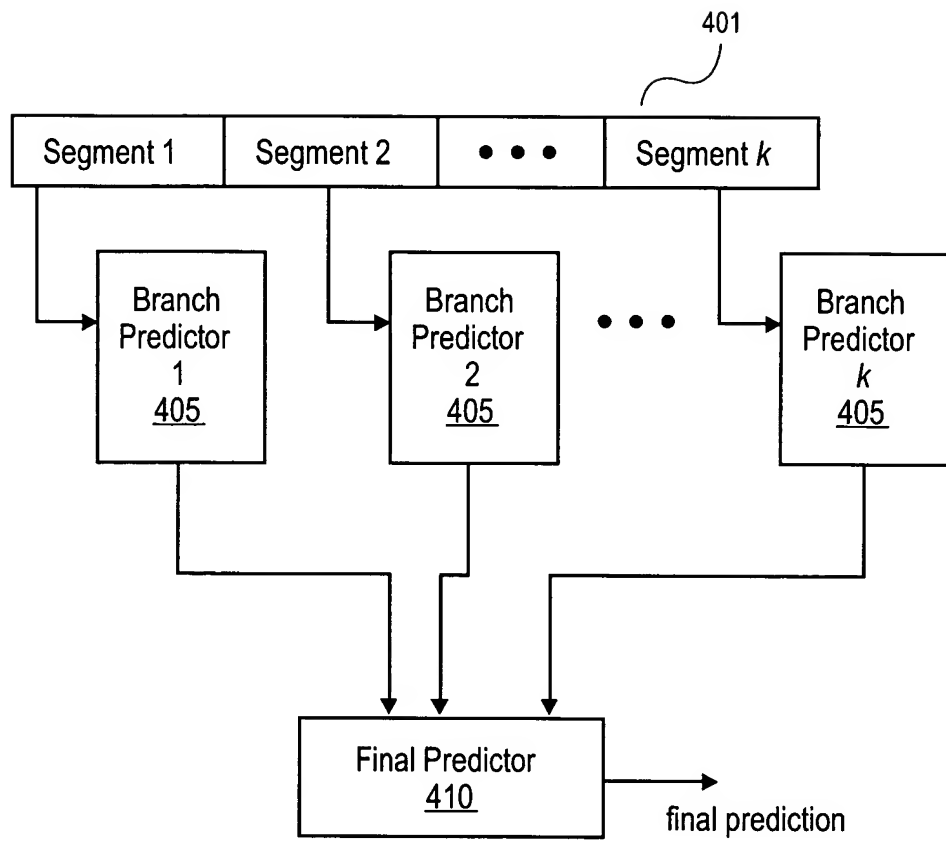 401
Segment 1
Segment 2
• • •
Segment k
Branch
Predictor
1
405
Branch
Predictor
2
405
• • •
Branch
Predictor
k
405
Final Predictor
410
final prediction